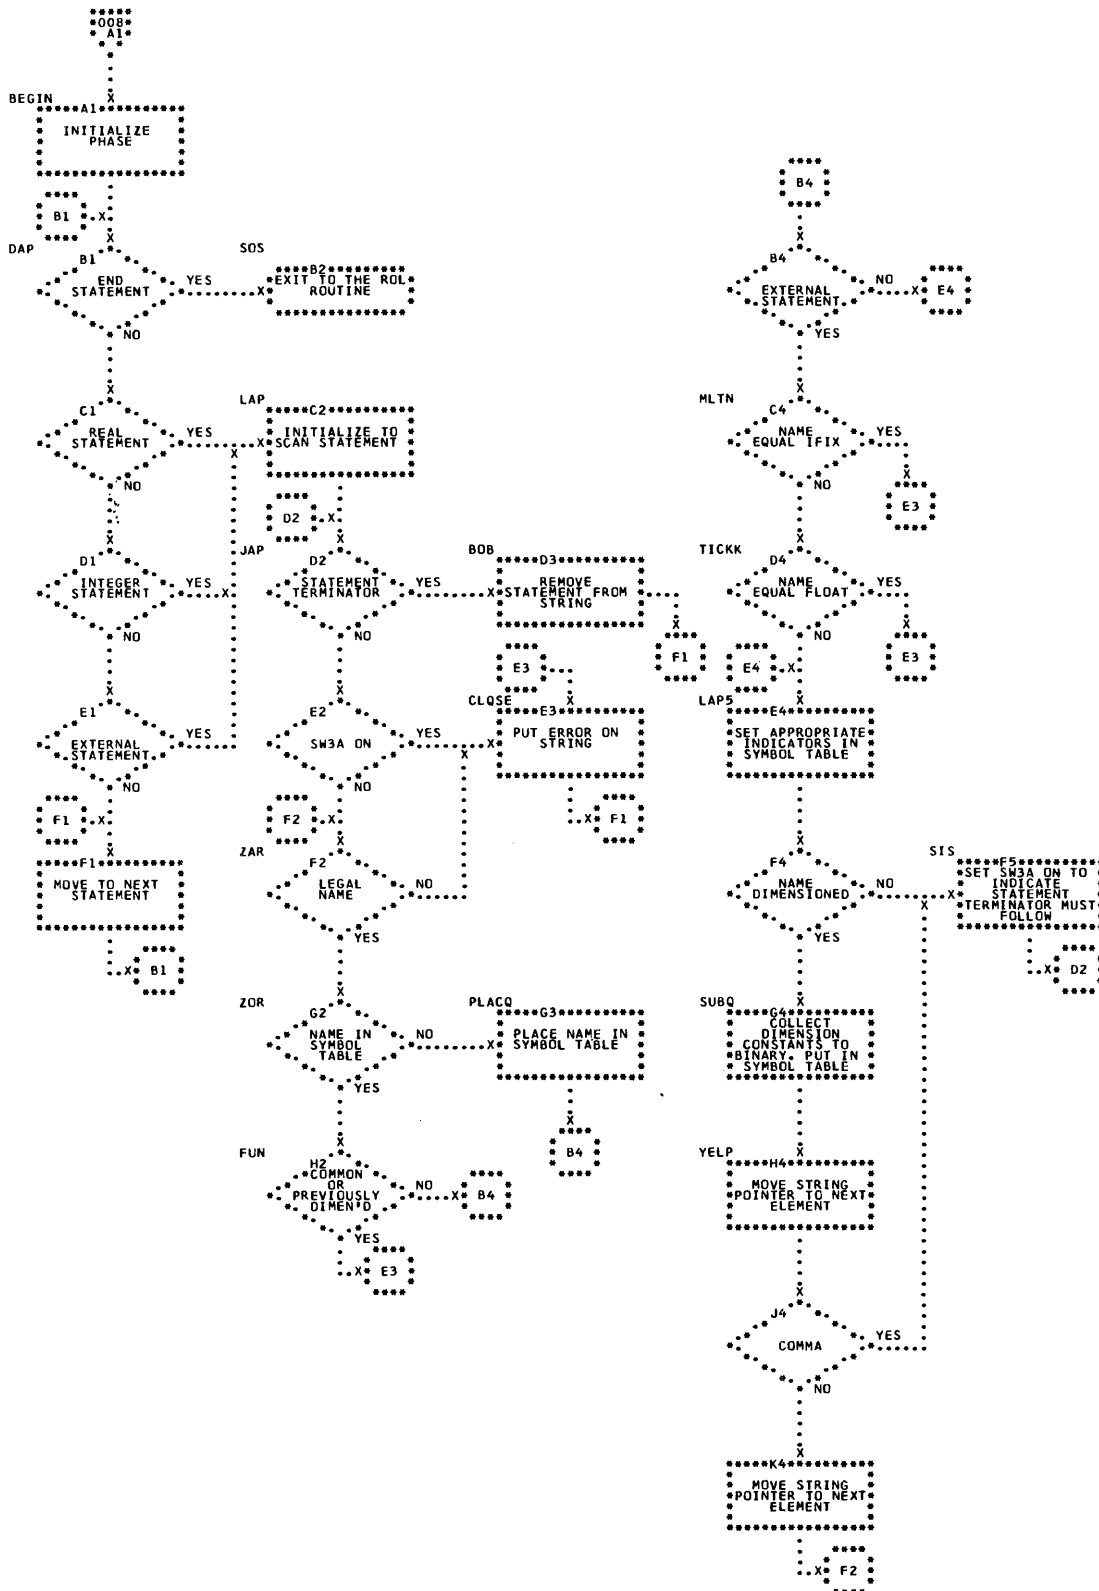 008
A1
BEGIN
A1
INITIALIZE
PHASE
B1
DAP
B1
END
STATEMENT
YES
NO
SOS
B2
EXIT TO THE ROL
ROUTINE
C1
REAL
STATEMENT
YES
NO
LAP
C2
INITIALIZE TO
SCAN STATEMENT
D2
D1
INTEGER
STATEMENT
YES
NO
JAP
D2
STATEMENT
TERMINATOR
YES
NO
BOB
D3
REMOVE
STATEMENT FROM
STRING
F1
E1
EXTERNAL
STATEMENT
YES
NO
E2
SW3A ON
YES
NO
E3
CLQSE
E3
PUT ERROR ON
STRING
F1
F1
F1
MOVE TO NEXT
STATEMENT
B1
F2
ZAR
F2
LEGAL
NAME
NO
YES
ZOR
G2
NAME IN
SYMBOL
TABLE
NO
YES
PLACQ
G3
PLACE NAME IN
SYMBOL TABLE
B4
FUN
H2
COMMON
OR
PREVIOUSLY
DIMEN'D
NO
B4
YES
E3
B4
B4
EXTERNAL
STATEMENT
NO
E4
YES
MLTN
C4
NAME
EQUAL IFIX
YES
E3
NO
TICKK
D4
NAME
EQUAL FLOAT
YES
E3
NO
E4
LAP5
E4
SET APPROPRIATE
INDICATORS IN
SYMBOL TABLE
F4
NAME
DIMENSIONED
NO
YES
SIS
F5
SET SW3A ON TO
INDICATE
STATEMENT
TERMINATOR MUST
FOLLOW
D2
SUBQ
G4
COLLECT
DIMENSION
CONSTANTS TO
BINARY. PUT IN
SYMBOL TABLE
YELP
H4
MOVE STRING
POINTER TO NEXT
ELEMENT
J4
COMMA
YES
NO
K4
MOVE STRING
POINTER TO NEXT
ELEMENT
F2